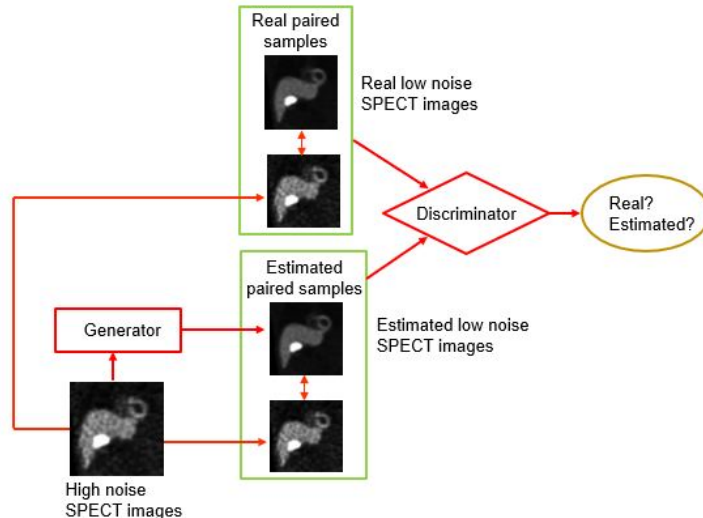 Real paired
samples
Real low noise
SPECT images
Discriminator
Real?
Estimated?
Estimated
paired samples
Generator
Estimated low noise
SPECT images
High noise
SPECT images